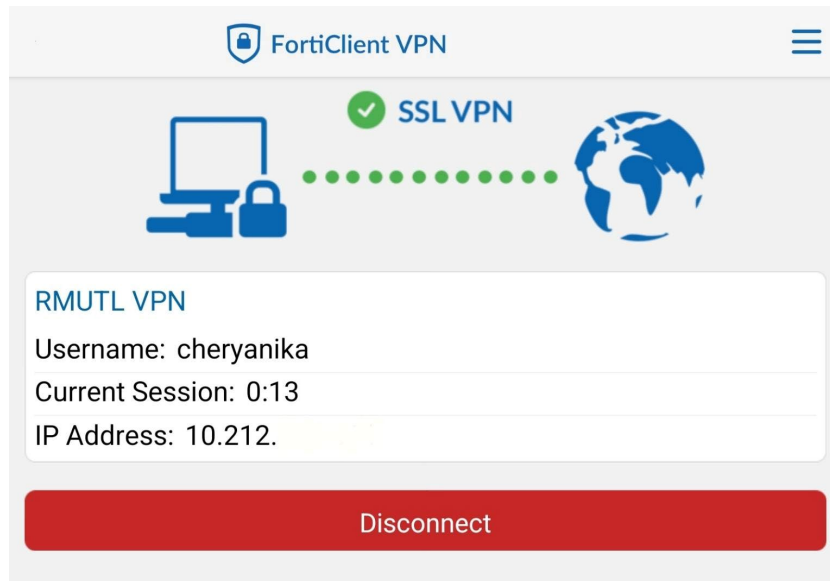 FortiClient VPN
SSL VPN
RMUTL VPN
Username: cheryanika
Current Session: 0:13
IP Address: 10.212.
Disconnect